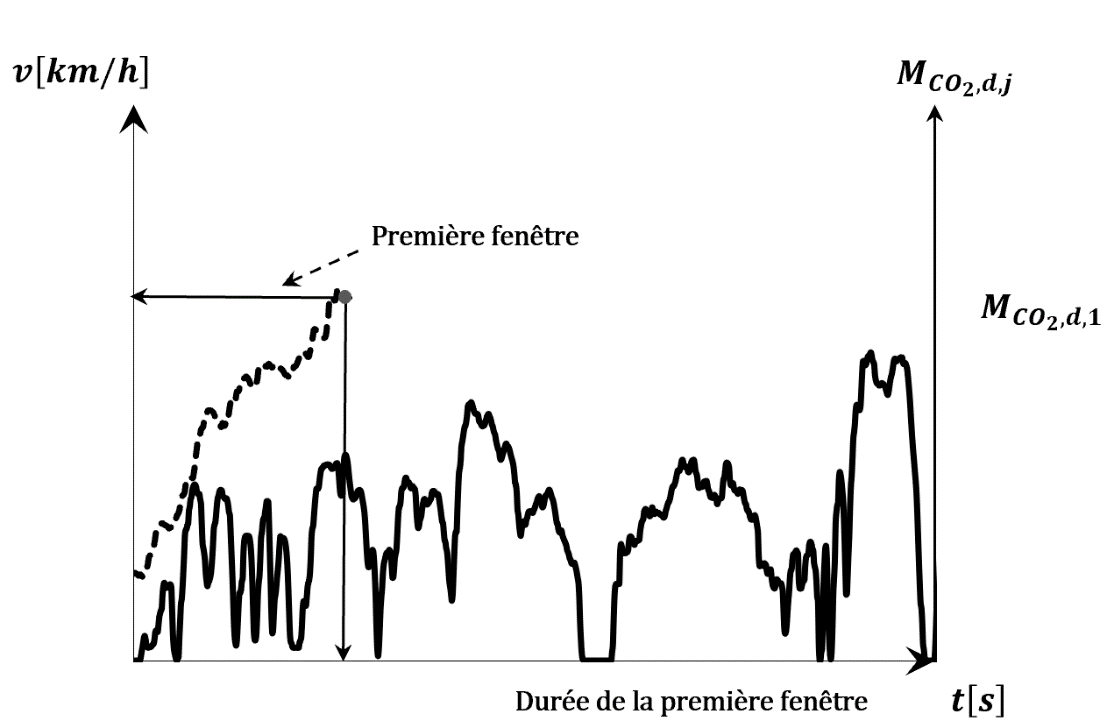 v[km/h]
M_{CO_2,d,j}
Première fenêtre
M_{CO_2,d,1}
Durée de la première fenêtre
t[s]